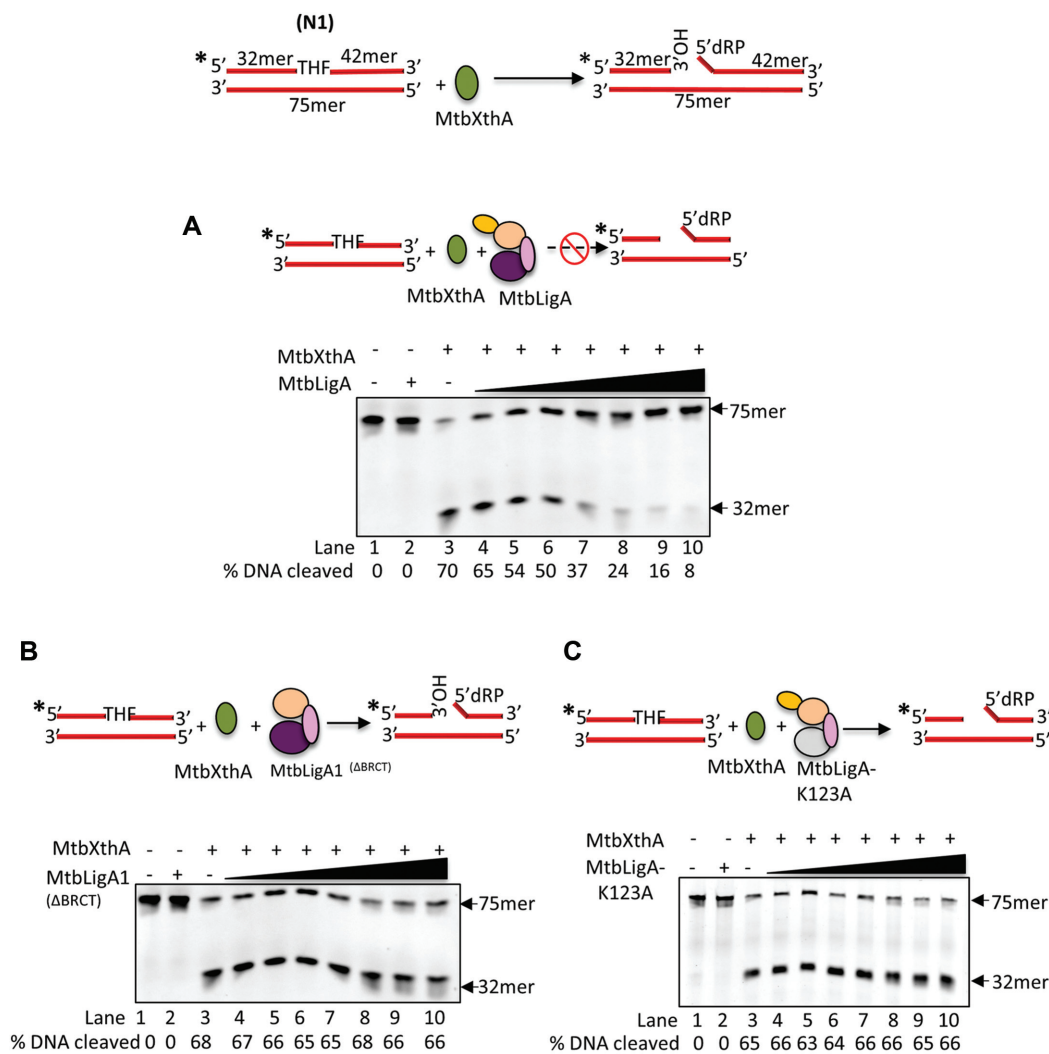 (N1)
* 5’ 32mer THF 42mer 3’
3’ 75mer 5’
+
MtbXthA
* 5’ 32mer 3’OH 5’dRP 42mer 3’
3’ 75mer 5’
A
* 5’ THF 3’
3’ 5’
+ +
MtbXthA MtbLigA
* 5’ 5’dRP 3’
3’ 5’
MtbXthA - - + + + + + + + +
MtbLigA - + -
75mer
32mer
Lane 1 2 3 4 5 6 7 8 9 10
% DNA cleaved 0 0 70 65 54 50 37 24 16 8
B
* 5’ THF 3’
3’ 5’
+ +
MtbXthA MtbLigA1 (ΔBRCT)
* 5’ 3’OH 5’dRP 3’
3’ 5’
MtbXthA - - + + + + + + + +
MtbLigA1 - + -
(ΔBRCT)
75mer
32mer
Lane 1 2 3 4 5 6 7 8 9 10
% DNA cleaved 0 0 68 67 66 65 65 68 66 66
C
* 5’ THF 3’
3’ 5’
+ +
MtbXthA MtbLigA-
K123A
* 5’ 5’dRP 3’
3’ 5’
MtbXthA - - + + + + + + + +
MtbLigA- - + -
K123A
75mer
32mer
Lane 1 2 3 4 5 6 7 8 9 10
% DNA cleaved 0 0 65 66 63 64 66 66 65 66